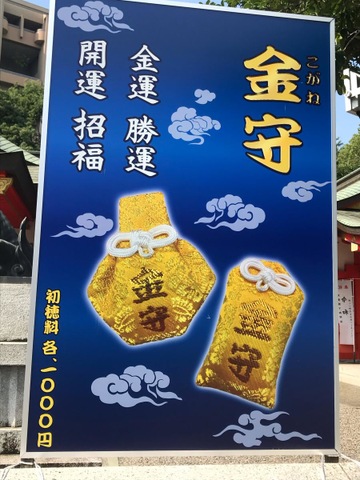 金守
こがね
金運 勝運
開運 招福
金守
金守
初穂料 各、一〇〇〇円